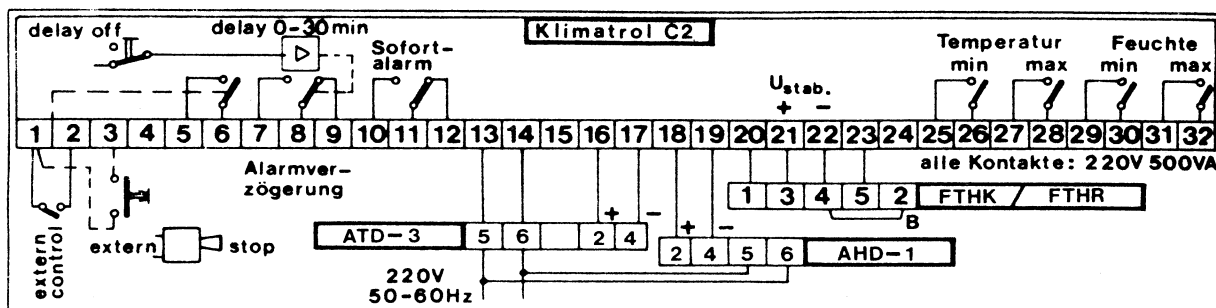 Klimatrol C2
delay off
delay 0-30min
Sofort-
alarm
Temperatur
min max
Feuchte
min max
Ustab.
+ −
1 2 3 4 5 6 7 8 9 10 11 12 13 14 15 16 17 18 19 20 21 22 23 24 25 26 27 28 29 30 31 32
alle Kontakte: 220V 500VA
Alarmver-
zögerung
extern
control
extern stop
ATD-3 5 6 2 4
+ −
1 3 4 5 2 FTHK / FTHR
B
+ −
2 4 5 6 AHD-1
220V
50-60Hz